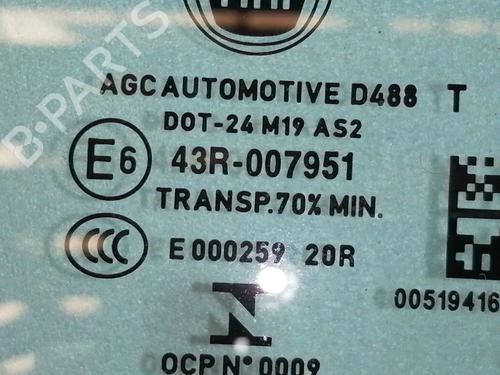 AGC AUTOMOTIVE D488 T
DOT-24 M19 AS2
E6 43R-007951
TRANSP.70% MIN.
CCC E 000259 20R
00519416
OCP N° 0009
B-PARTS